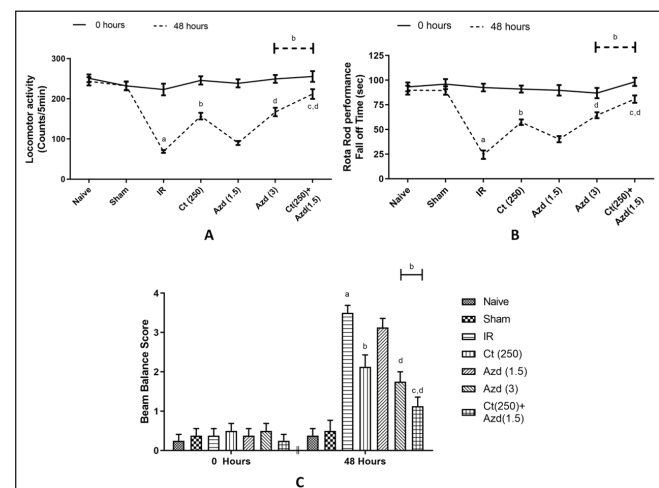 0 hours
48 hours
b
Locomotor activity
(Counts/5min)
300
200
100
0
a
b
d
c,d
Naive
Sham
IR
Ct (250)
Azd (1.5)
Azd (3)
Ct(250)+
Azd(1.5)
A
0 hours
48 hours
b
Rota Rod performance
Fall off Time (sec)
125
100
75
50
25
0
a
b
d
c,d
Naive
Sham
IR
Ct (250)
Azd (1.5)
Azd (3)
Ct(250)+
Azd(1.5)
B
Beam Balance Score
4
3
2
1
0
a
b
d
c,d
b
0 Hours
48 Hours
Naive
Sham
IR
Ct (250)
Azd (1.5)
Azd (3)
Ct(250)+
Azd(1.5)
C